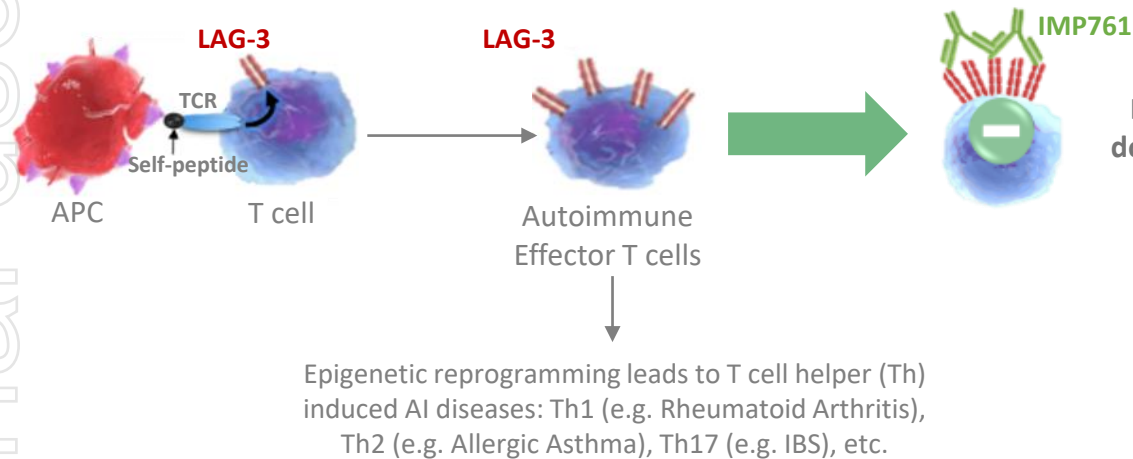 LAG-3
LAG-3
IMP761
TCR
Self-peptide
APC
T cell
Autoimmune
Effector T cells
Epigenetic reprogramming leads to T cell helper (Th)
induced AI diseases: Th1 (e.g. Rheumatoid Arthritis),
Th2 (e.g. Allergic Asthma), Th17 (e.g. IBS), etc.